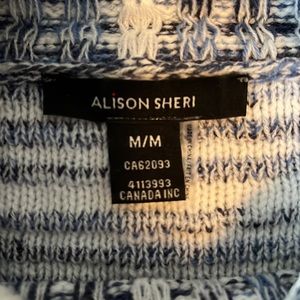 ALISON SHERI
M/M
CA62093
4113993
CANADA INC